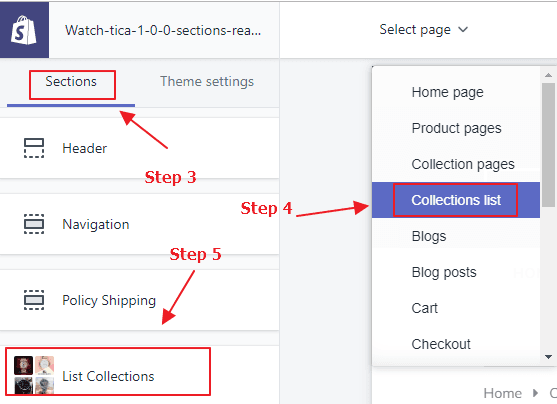 Watch-tica-1-0-0-sections-rea...
Select page
Sections
Theme settings
Header
Step 3
Navigation
Step 5
Policy Shipping
List Collections
Step 4
Home page
Product pages
Collection pages
Collections list
Blogs
Blog posts
Cart
Checkout
Home